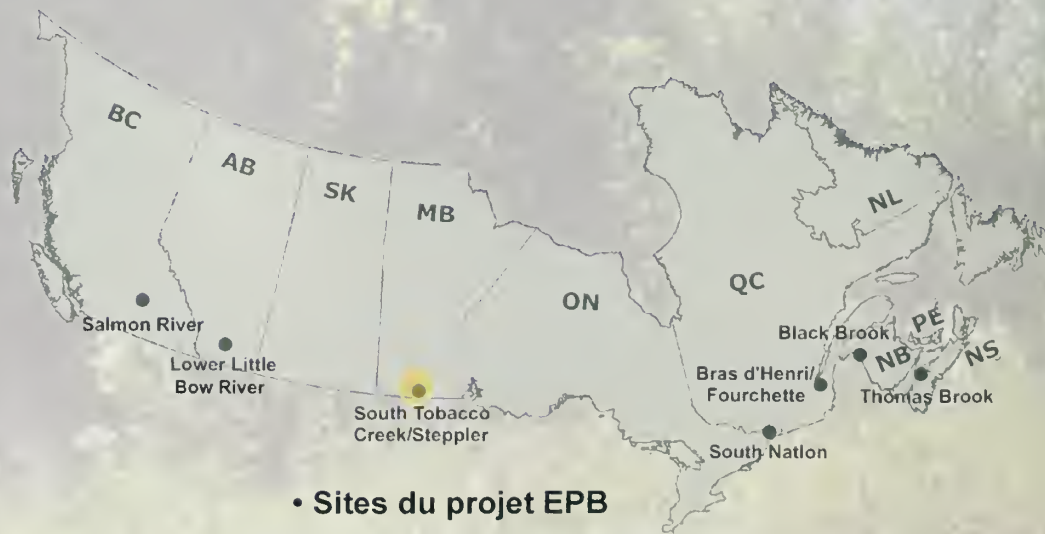 BC
AB
SK
MB
ON
QC
NL
PE
NB
NS
Salmon River
Lower Little
Bow River
South Tobacco
Creek/Steppler
Black Brook
Bras d'Henri/
Fourchette
Thomas Brook
South Nation
• Sites du projet EPB